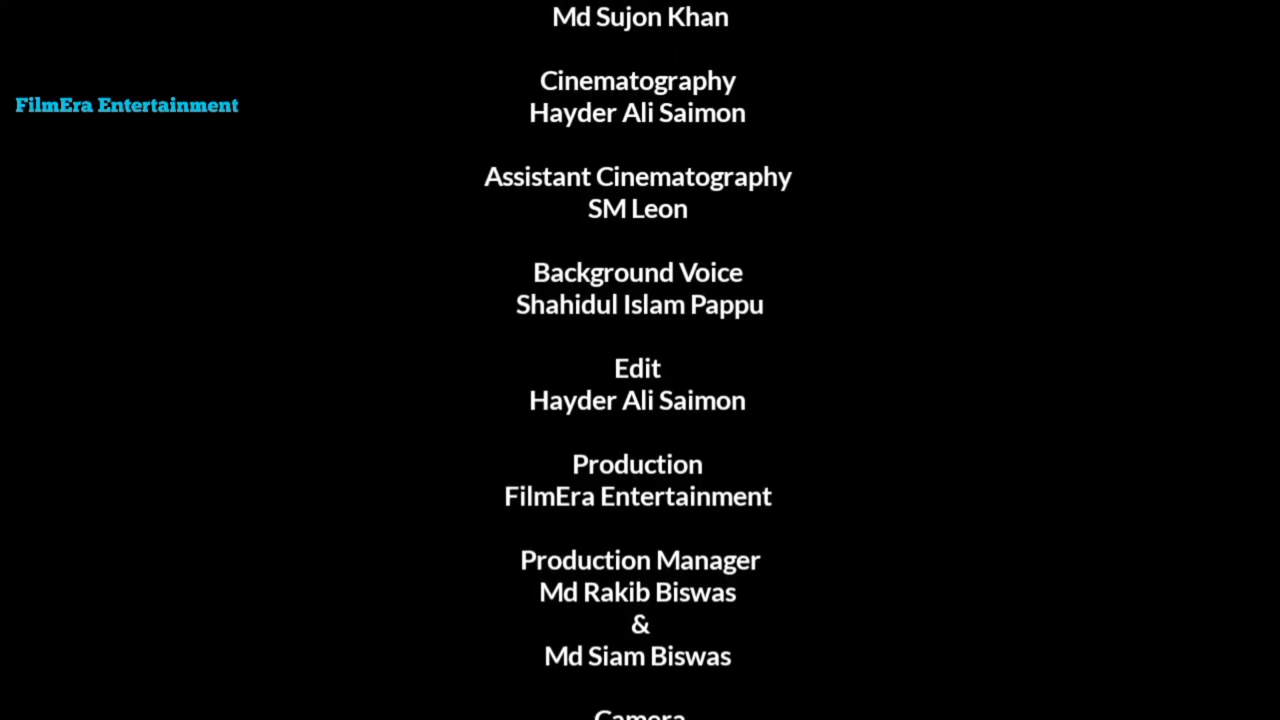 Md Sujon Khan
FilmEra Entertainment
Cinematography
Hayder Ali Saimon
Assistant Cinematography
SM Leon
Background Voice
Shahidul Islam Pappu
Edit
Hayder Ali Saimon
Production
FilmEra Entertainment
Production Manager
Md Rakib Biswas
&
Md Siam Biswas
Camera